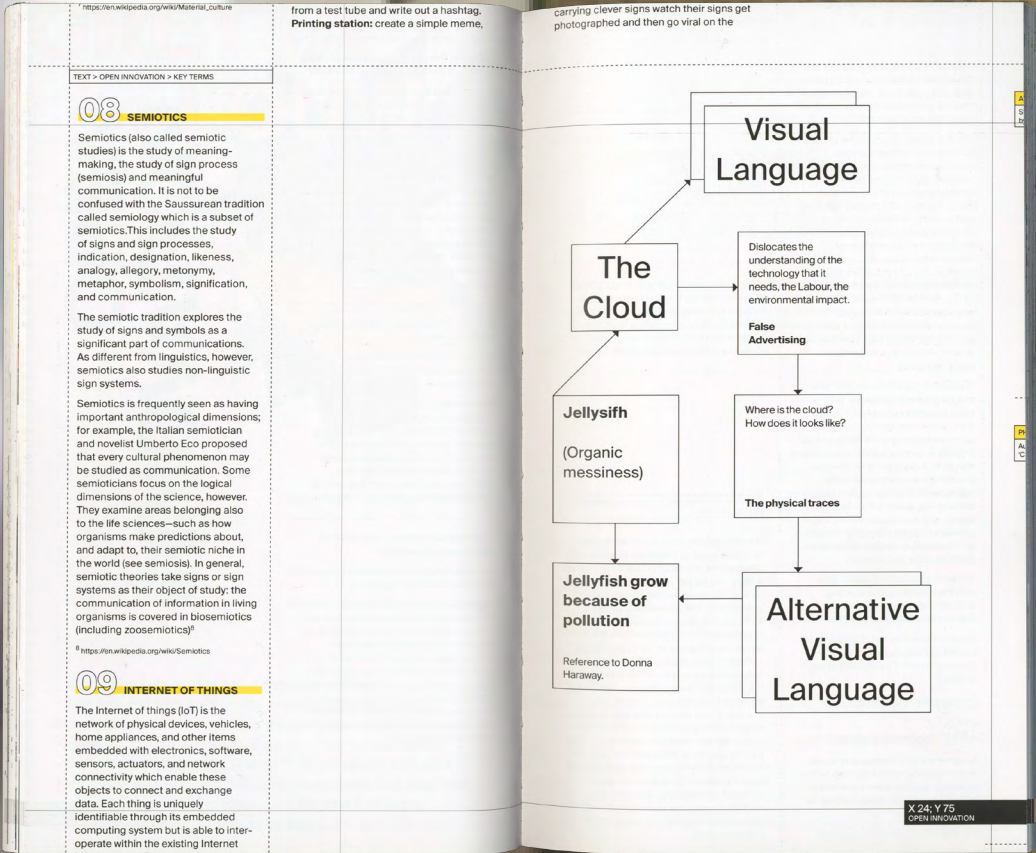 7 https://en.wikipedia.org/wiki/Material_culture
from a test tube and write out a hashtag.
Printing station: create a simple meme,
TEXT > OPEN INNOVATION > KEY TERMS
08 SEMIOTICS
Semiotics (also called semiotic
studies) is the study of meaning-
making, the study of sign process
(semiosis) and meaningful
communication. It is not to be
confused with the Saussurean tradition
called semiology which is a subset of
semiotics.This includes the study
of signs and sign processes,
indication, designation, likeness,
analogy, allegory, metonymy,
metaphor, symbolism, signification,
and communication.
The semiotic tradition explores the
study of signs and symbols as a
significant part of communications.
As different from linguistics, however,
semiotics also studies non-linguistic
sign systems.
Semiotics is frequently seen as having
important anthropological dimensions;
for example, the Italian semiotician
and novelist Umberto Eco proposed
that every cultural phenomenon may
be studied as communication. Some
semioticians focus on the logical
dimensions of the science, however.
They examine areas belonging also
to the life sciences—such as how
organisms make predictions about,
and adapt to, their semiotic niche in
the world (see semiosis). In general,
semiotic theories take signs or sign
systems as their object of study: the
communication of information in living
organisms is covered in biosemiotics
(including zoosemiotics)8
8 https://en.wikipedia.org/wiki/Semiotics
09 INTERNET OF THINGS
The Internet of things (IoT) is the
network of physical devices, vehicles,
home appliances, and other items
embedded with electronics, software,
sensors, actuators, and network
connectivity which enable these
objects to connect and exchange
data. Each thing is uniquely
identifiable through its embedded
computing system but is able to inter-
operate within the existing Internet
carrying clever signs watch their signs get
photographed and then go viral on the
Visual
Language
The
Cloud
Dislocates the
understanding of the
technology that it
needs, the Labour, the
environmental impact.
False
Advertising
Jellysifh
(Organic
messiness)
Where is the cloud?
How does it looks like?
The physical traces
Jellyfish grow
because of
pollution
Reference to Donna
Haraway.
Alternative
Visual
Language
X 24; Y 75
OPEN INNOVATION